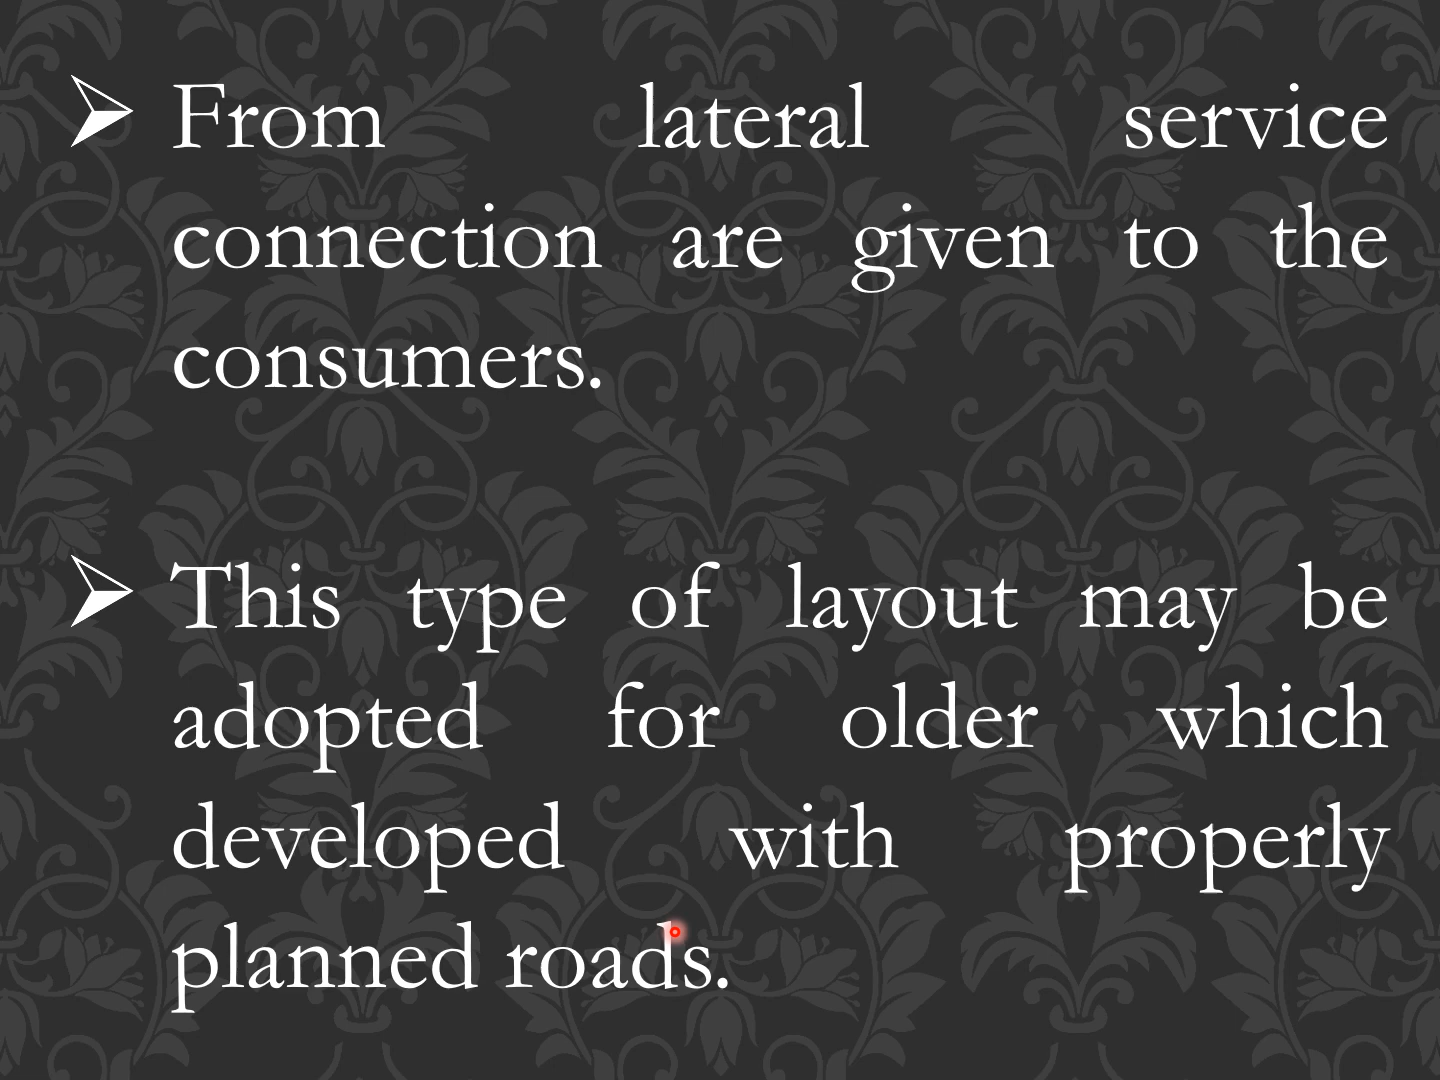 From lateral service
connection are given to the
consumers.
This type of layout may be
adopted for older which
developed with properly
planned roads.